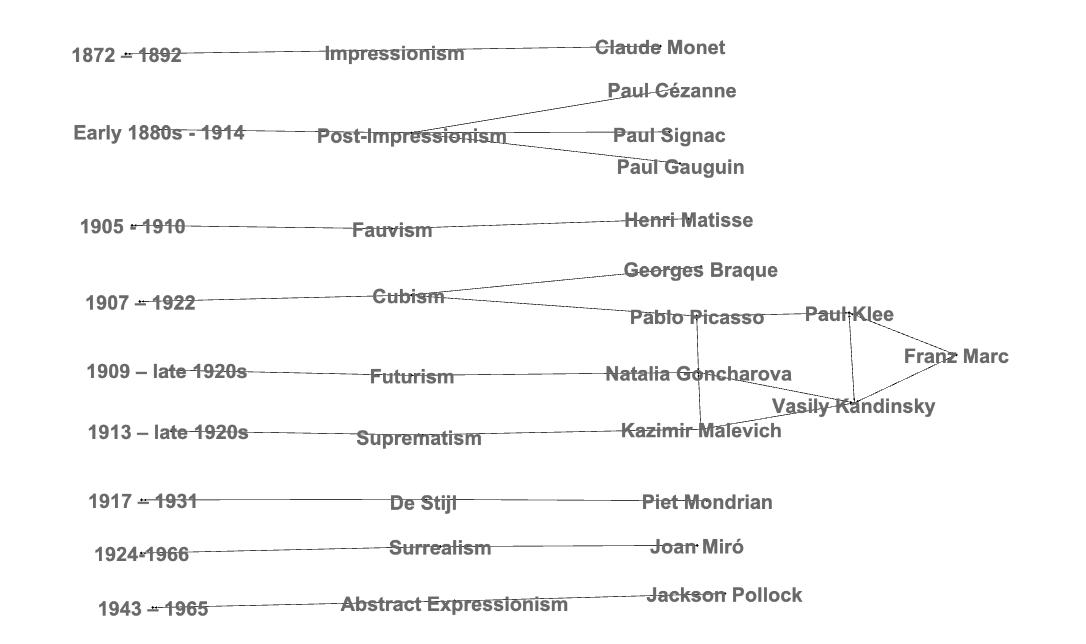 1872 – 1892 Impressionism Claude Monet
Paul Cézanne
Early 1880s - 1914 Post-Impressionism Paul Signac
Paul Gauguin
1905 - 1910 Fauvism Henri Matisse
Georges Braque
1907 – 1922 Cubism
Pablo Picasso Paul Klee
Franz Marc
1909 – late 1920s Futurism Natalia Goncharova
Vasily Kandinsky
1913 – late 1920s Suprematism Kazimir Malevich
1917 – 1931 De Stijl Piet Mondrian
1924-1966 Surrealism Joan Miró
1943 – 1965 Abstract Expressionism Jackson Pollock